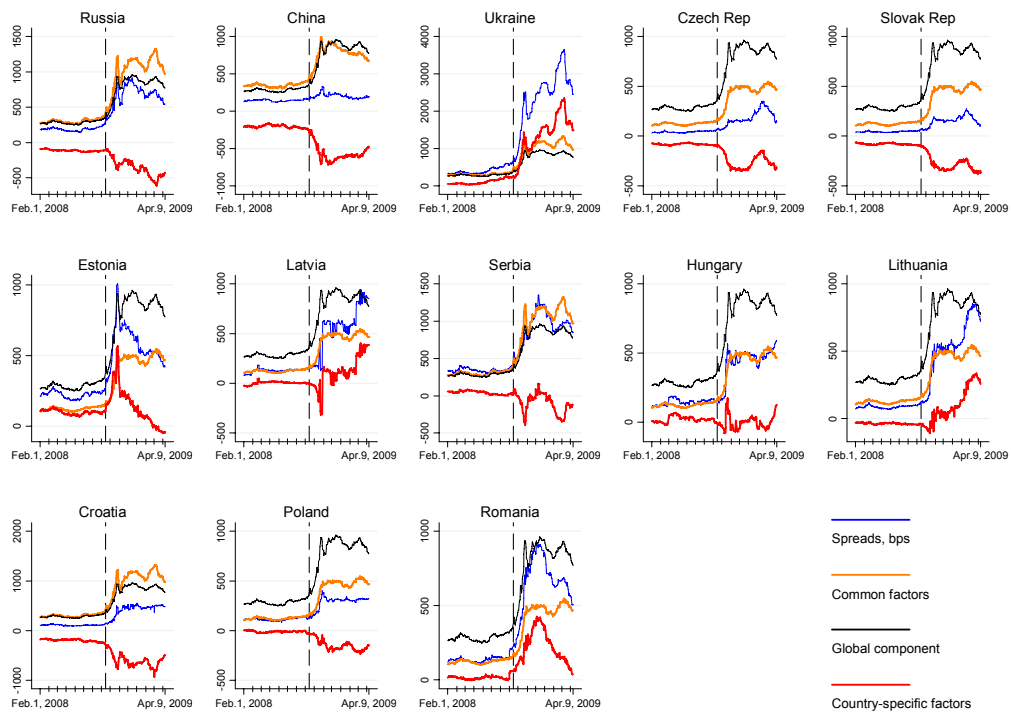 Russia
1500
1000
500
0
-500
Feb.1, 2008
Apr.9, 2009
China
1000
500
0
-500
-1000
Feb.1, 2008
Apr.9, 2009
Ukraine
4000
3000
2000
1000
0
Feb.1, 2008
Apr.9, 2009
Czech Rep
1000
500
0
-500
Feb.1, 2008
Apr.9, 2009
Slovak Rep
1000
500
0
-500
Feb.1, 2008
Apr.9, 2009
Estonia
1000
500
0
Feb.1, 2008
Apr.9, 2009
Latvia
1000
500
0
-500
Feb.1, 2008
Apr.9, 2009
Serbia
1500
1000
500
0
-500
Feb.1, 2008
Apr.9, 2009
Hungary
1000
500
0
Feb.1, 2008
Apr.9, 2009
Lithuania
1000
500
0
Feb.1, 2008
Apr.9, 2009
Croatia
2000
1000
0
-1000
Feb.1, 2008
Apr.9, 2009
Poland
1000
500
0
-500
Feb.1, 2008
Apr.9, 2009
Romania
1000
500
0
Feb.1, 2008
Apr.9, 2009
Spreads, bps
Common factors
Global component
Country-specific factors